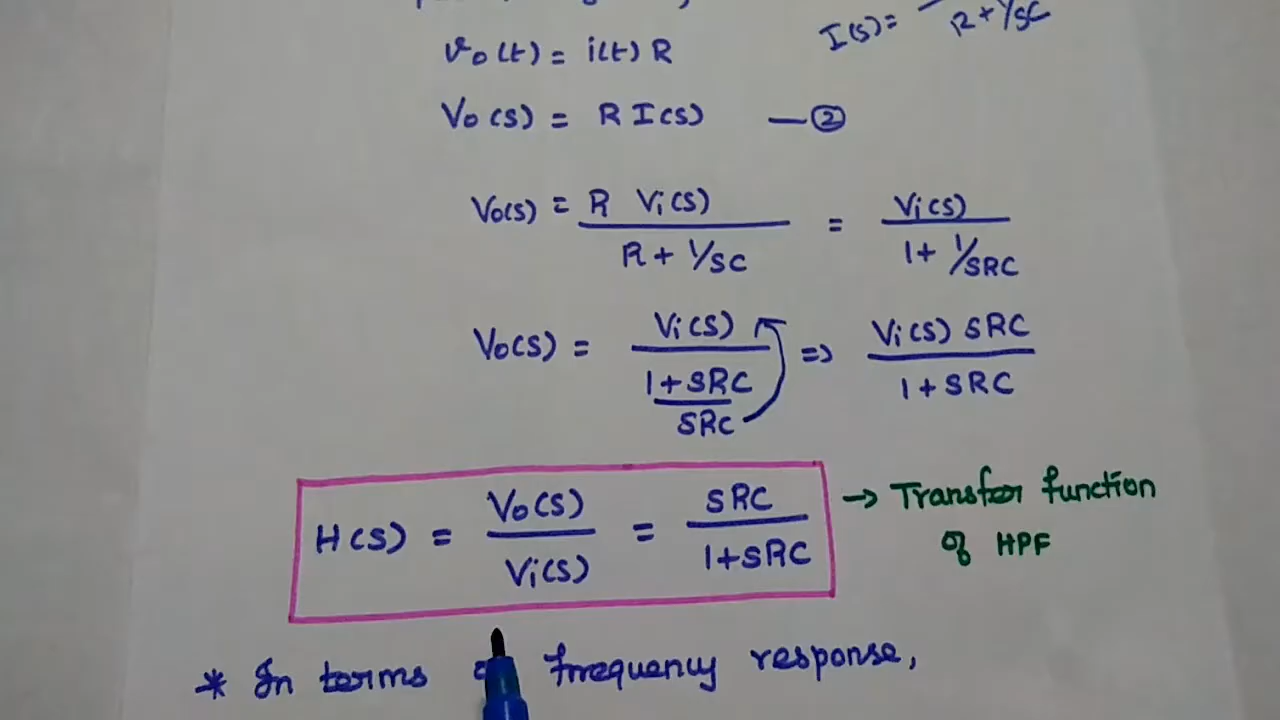 I(s) = R + 1/sc
v₀(t) = i(t) R
V₀(s) = R I(s) — ②
V₀(s) = R Vi(s) / R + 1/sc = Vi(s) / 1 + 1/SRC
V₀(s) = Vi(s) / 1 + SRC / SRC => Vi(s) SRC / 1 + SRC
H(s) = V₀(s) / Vi(s) = SRC / 1+SRC → Transfer function
of HPF
* In terms frequency response,